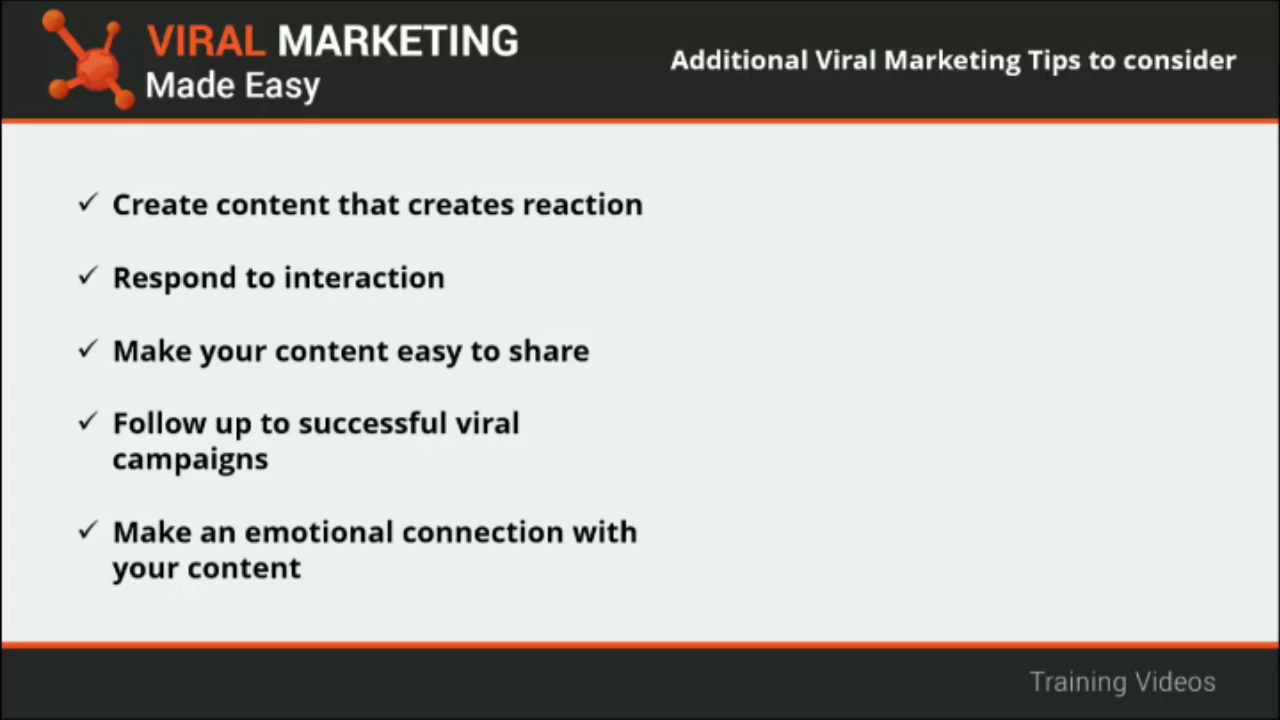 VIRAL MARKETING
Made Easy
Additional Viral Marketing Tips to consider
✓ Create content that creates reaction
✓ Respond to interaction
✓ Make your content easy to share
✓ Follow up to successful viral
campaigns
✓ Make an emotional connection with
your content
Training Videos